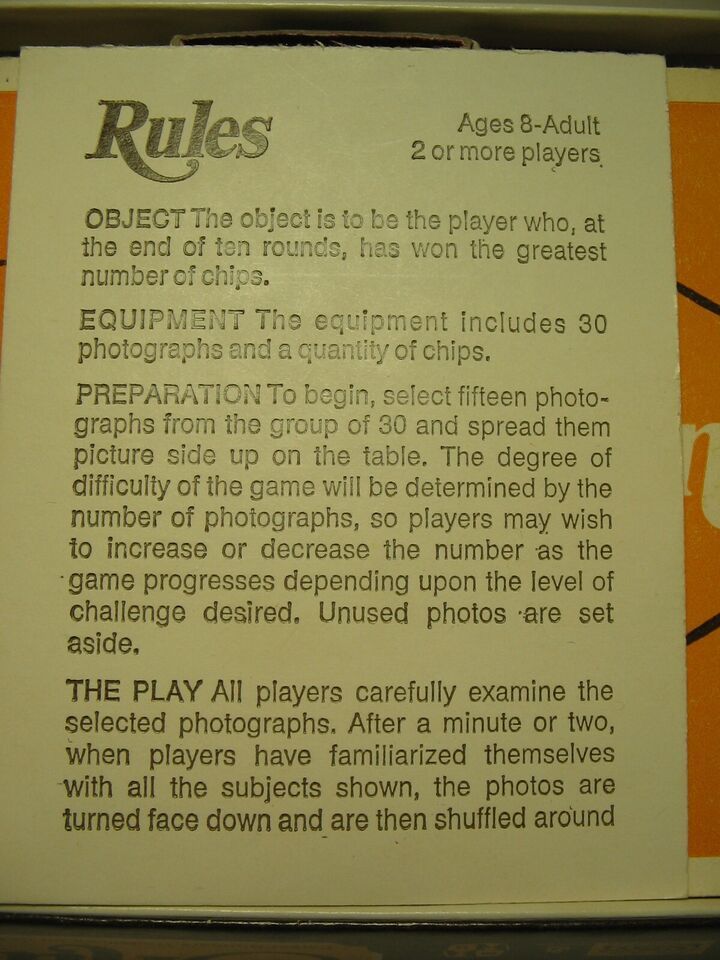 Rules
Ages 8-Adult
2 or more players
OBJECT The object is to be the player who, at
the end of ten rounds, has won the greatest
number of chips.
EQUIPMENT The equipment includes 30
photographs and a quantity of chips.
PREPARATION To begin, select fifteen photo-
graphs from the group of 30 and spread them
picture side up on the table. The degree of
difficulty of the game will be determined by the
number of photographs, so players may wish
to increase or decrease the number as the
game progresses depending upon the level of
challenge desired. Unused photos are set
aside.
THE PLAY All players carefully examine the
selected photographs. After a minute or two,
when players have familiarized themselves
with all the subjects shown, the photos are
turned face down and are then shuffled around